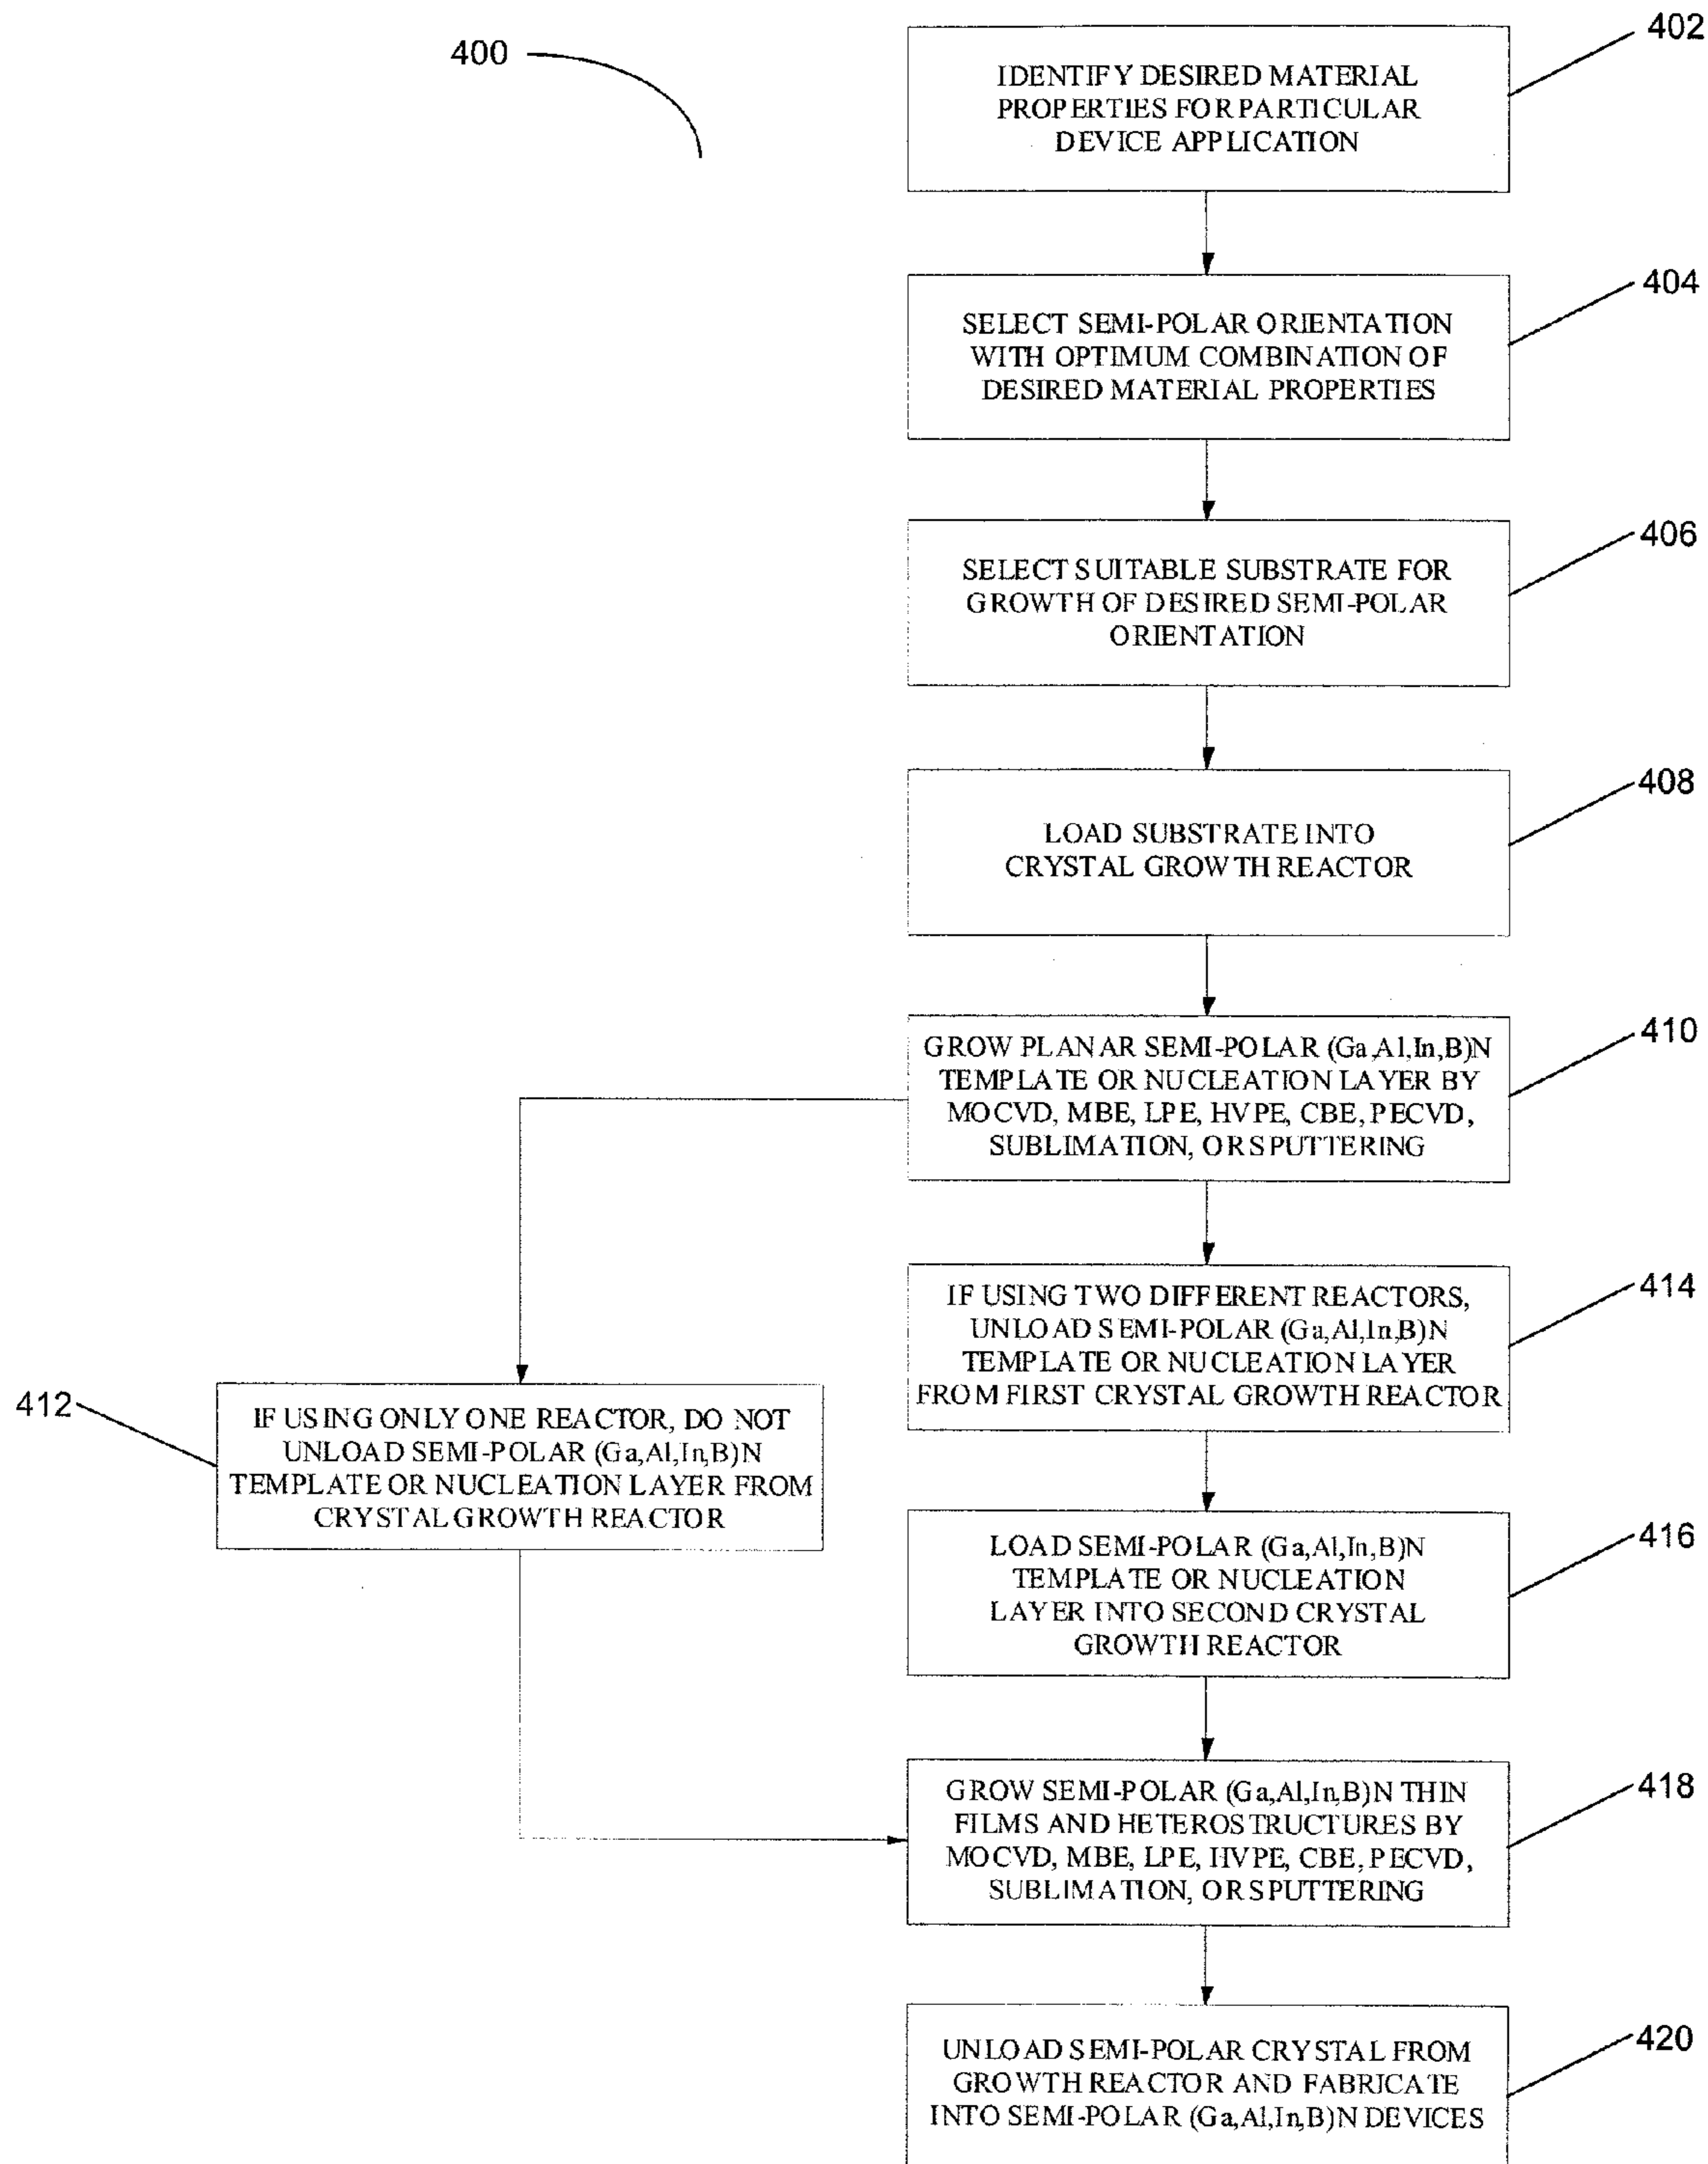 400
402
IDENTIFY DESIRED MATERIAL
PROPERTIES FOR PARTICULAR
DEVICE APPLICATION
404
SELECT SEMI-POLAR ORIENTATION
WITH OPTIMUM COMBINATION OF
DESIRED MATERIAL PROPERTIES
406
SELECT SUITABLE SUBSTRATE FOR
GROWTH OF DESIRED SEMI-POLAR
ORIENTATION
408
LOAD SUBSTRATE INTO
CRYSTAL GROWTH REACTOR
410
GROW PLANAR SEMI-POLAR (Ga,Al,In,B)N
TEMPLATE OR NUCLEATION LAYER BY
MOCVD, MBE, LPE, HVPE, CBE, PECVD,
SUBLIMATION, OR SPUTTERING
412
IF USING ONLY ONE REACTOR, DO NOT
UNLOAD SEMI-POLAR (Ga,Al,In,B)N
TEMPLATE OR NUCLEATION LAYER FROM
CRYSTAL GROWTH REACTOR
414
IF USING TWO DIFFERENT REACTORS,
UNLOAD SEMI-POLAR (Ga,Al,In,B)N
TEMPLATE OR NUCLEATION LAYER
FROM FIRST CRYSTAL GROWTH REACTOR
416
LOAD SEMI-POLAR (Ga,Al,In,B)N
TEMPLATE OR NUCLEATION
LAYER INTO SECOND CRYSTAL
GROWTH REACTOR
418
GROW SEMI-POLAR (Ga,Al,In,B)N THIN
FILMS AND HETEROSTRUCTURES BY
MOCVD, MBE, LPE, HVPE, CBE, PECVD,
SUBLIMATION, OR SPUTTERING
420
UNLOAD SEMI-POLAR CRYSTAL FROM
GROWTH REACTOR AND FABRICATE
INTO SEMI-POLAR (Ga,Al,In,B)N DEVICES